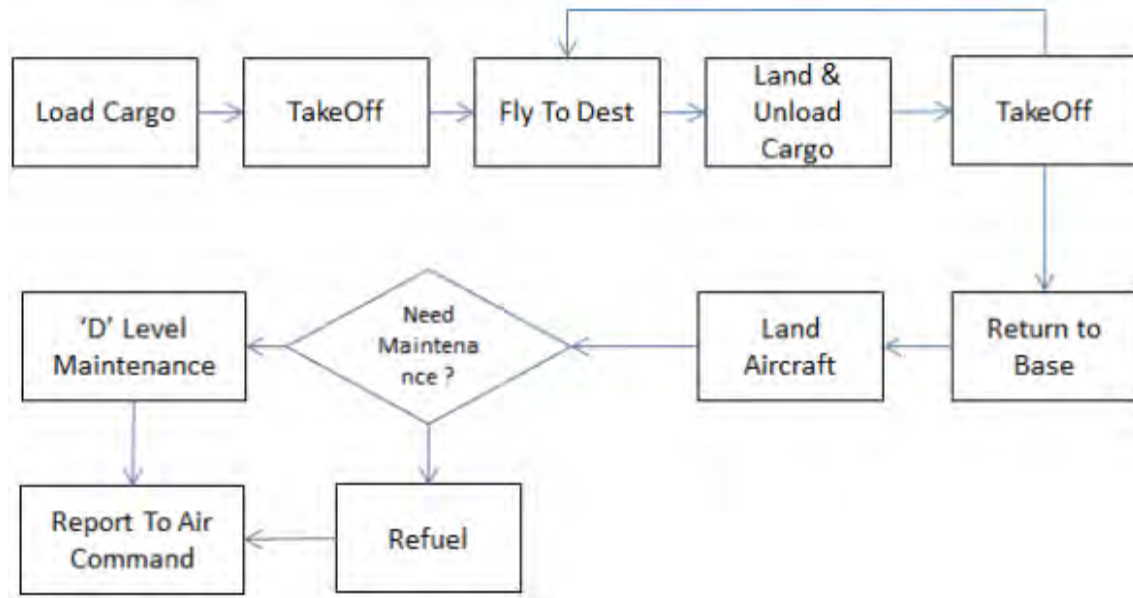 Load Cargo
TakeOff
Fly To Dest
Land &
Unload
Cargo
TakeOff
‘D’ Level
Maintenance
Need
Maintena
nce ?
Land
Aircraft
Return to
Base
Report To Air
Command
Refuel